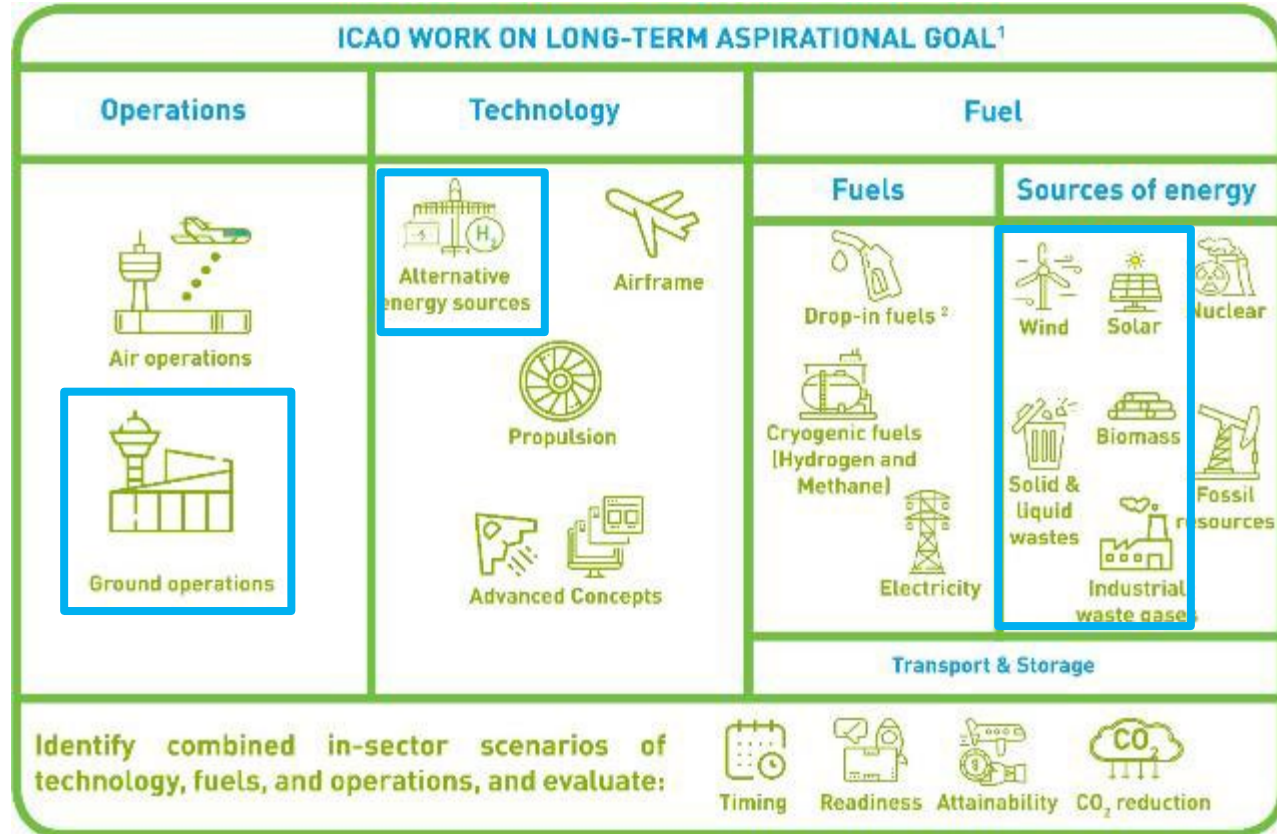 ICAO WORK ON LONG-TERM ASPIRATIONAL GOAL¹
Operations
Technology
Fuel
Fuels
Sources of energy
Air operations
Ground operations
H₂
Alternative
energy sources
Airframe
Propulsion
Advanced Concepts
Drop-in fuels ²
Cryogenic fuels
(Hydrogen and
Methane)
Electricity
Wind
Solar
Nuclear
Solid &
liquid
wastes
Biomass
Industrial
waste gases
Fossil
resources
Transport & Storage
Identify combined in-sector scenarios of
technology, fuels, and operations, and evaluate:
Timing
Readiness
Attainability
CO₂
CO₂ reduction